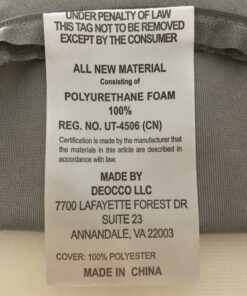 UNDER PENALTY OF LAW
THIS TAG NOT TO BE REMOVED
EXCEPT BY THE CONSUMER
ALL NEW MATERIAL
Consisting of
POLYURETHANE FOAM
100%
REG. NO. UT-4506 (CN)
Certification is made by the manufacturer that
the materials in this article are described in
accordance with law.
MADE BY
DEOCCO LLC
7700 LAFAYETTE FOREST DR
SUITE 23
ANNANDALE, VA 22003
COVER: 100% POLYESTER
MADE IN CHINA